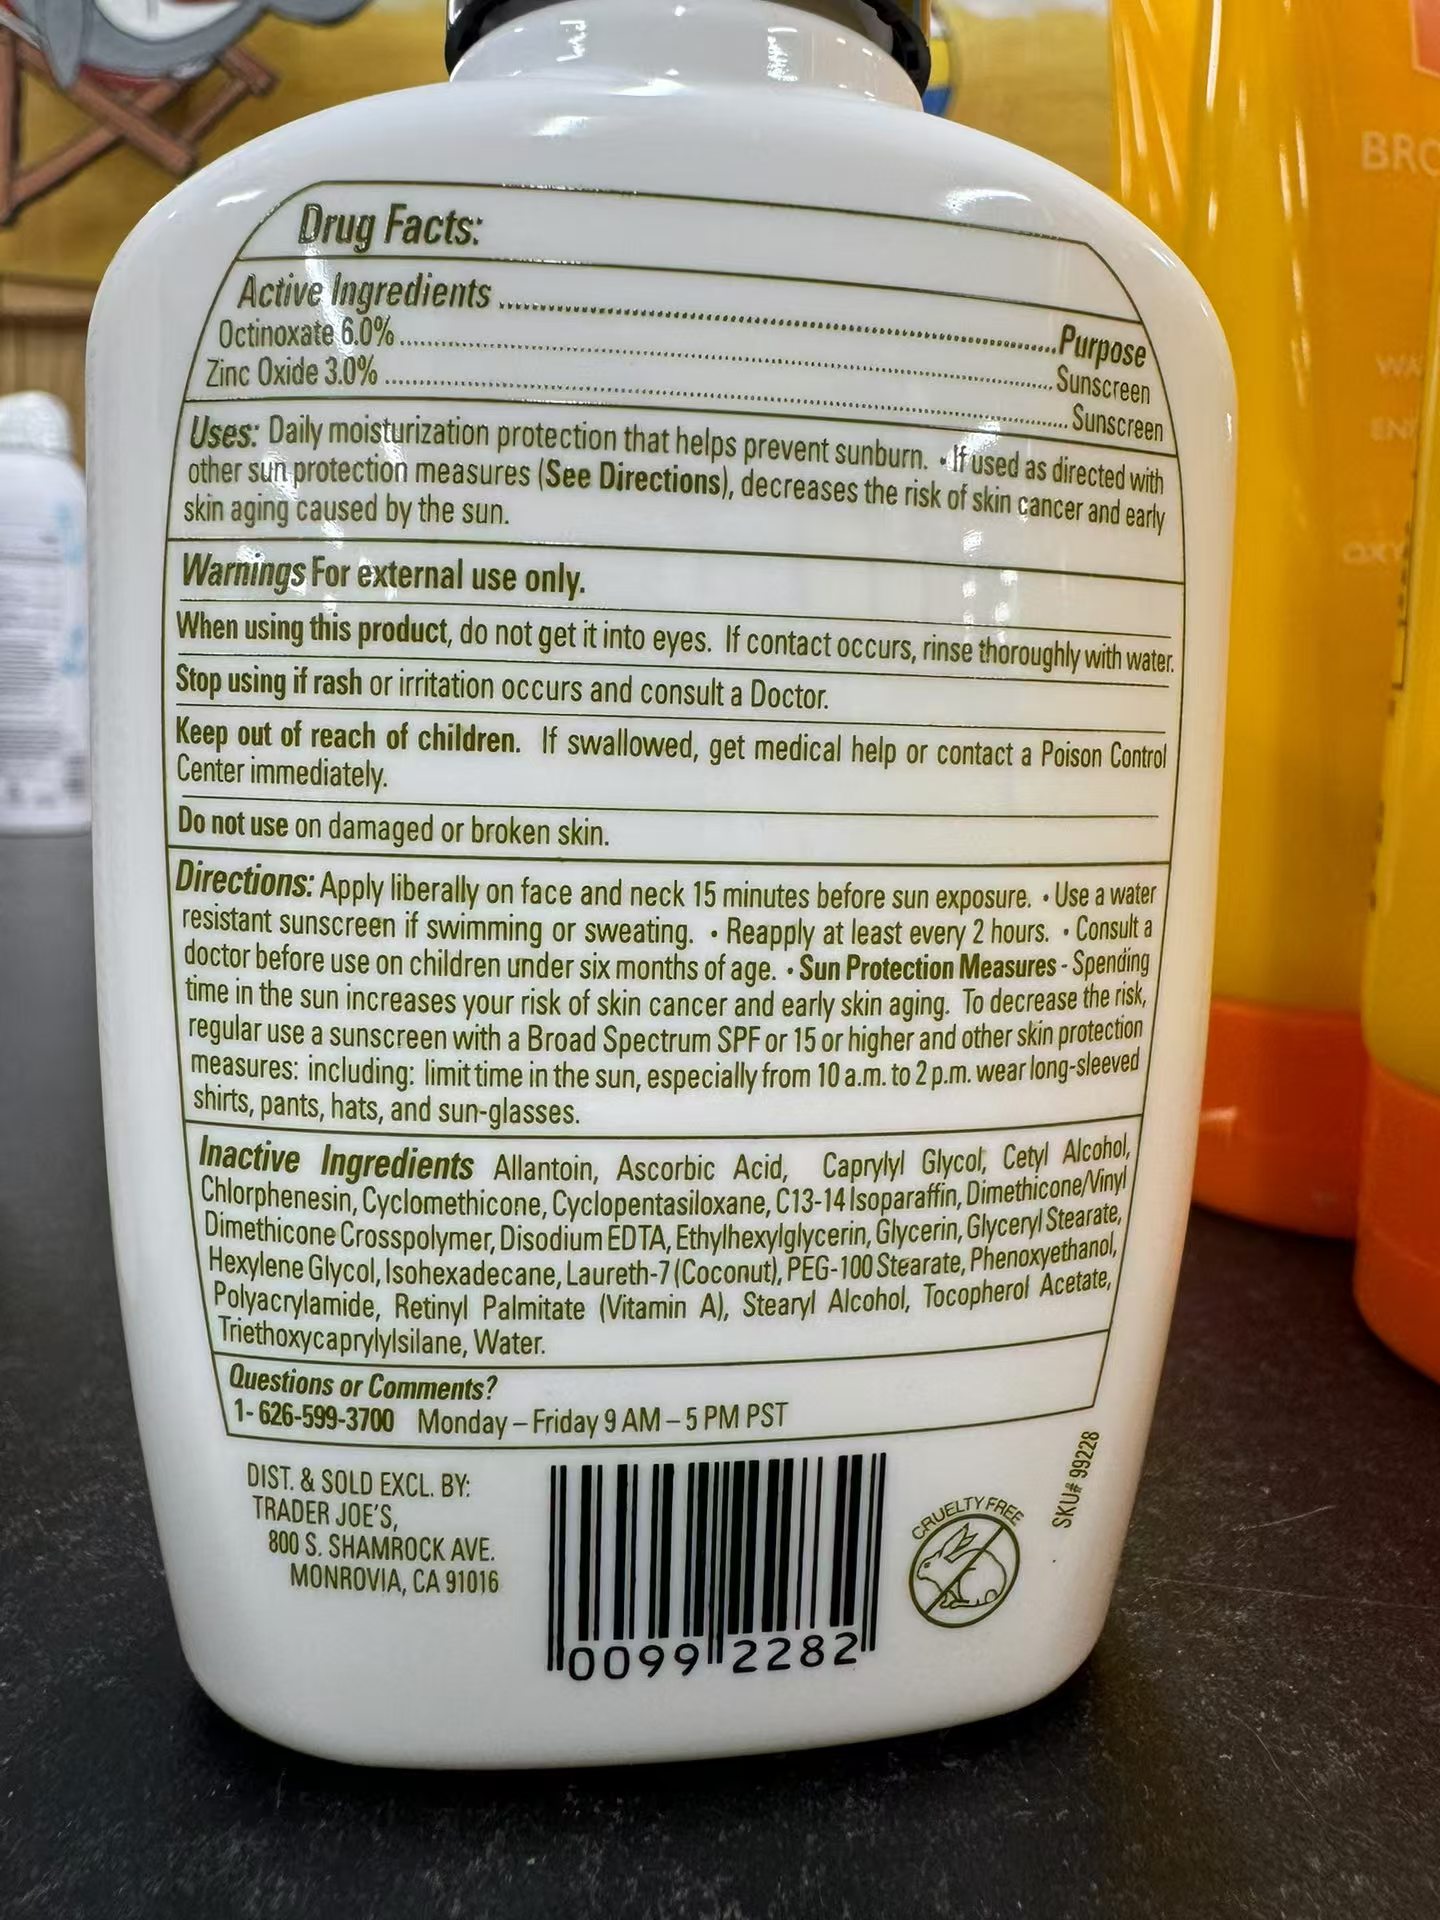 Drug Facts:
Active Ingredients ........ Purpose
Octinoxate 6.0% ........ Sunscreen
Zinc Oxide 3.0% ........ Sunscreen
Uses: Daily moisturization protection that helps prevent sunburn. • If used as directed with
other sun protection measures (See Directions), decreases the risk of skin cancer and early
skin aging caused by the sun.
Warnings For external use only.
When using this product, do not get it into eyes. If contact occurs, rinse thoroughly with water.
Stop using if rash or irritation occurs and consult a Doctor.
Keep out of reach of children. If swallowed, get medical help or contact a Poison Control
Center immediately.
Do not use on damaged or broken skin.
Directions: Apply liberally on face and neck 15 minutes before sun exposure. • Use a water
resistant sunscreen if swimming or sweating. • Reapply at least every 2 hours. • Consult a
doctor before use on children under six months of age. • Sun Protection Measures - Spending
time in the sun increases your risk of skin cancer and early skin aging. To decrease the risk,
regular use a sunscreen with a Broad Spectrum SPF or 15 or higher and other skin protection
measures: including: limit time in the sun, especially from 10 a.m. to 2 p.m. wear long-sleeved
shirts, pants, hats, and sun-glasses.
Inactive Ingredients Allantoin, Ascorbic Acid, Caprylyl Glycol, Cetyl Alcohol,
Chlorphenesin, Cyclomethicone, Cyclopentasiloxane, C13-14 Isoparaffin, Dimethicone/Vinyl
Dimethicone Crosspolymer, Disodium EDTA, Ethylhexylglycerin, Glycerin, Glyceryl Stearate,
Hexylene Glycol, Isohexadecane, Laureth-7 (Coconut), PEG-100 Stearate, Phenoxyethanol,
Polyacrylamide, Retinyl Palmitate (Vitamin A), Stearyl Alcohol, Tocopherol Acetate,
Triethoxycaprylylsilane, Water.
Questions or Comments?
1- 626-599-3700 Monday – Friday 9 AM – 5 PM PST
DIST. & SOLD EXCL. BY:
TRADER JOE'S,
800 S. SHAMROCK AVE.
MONROVIA, CA 91016
0099 2282
CRUELTY FREE
SKU# 99228
BRO
WA
OXY